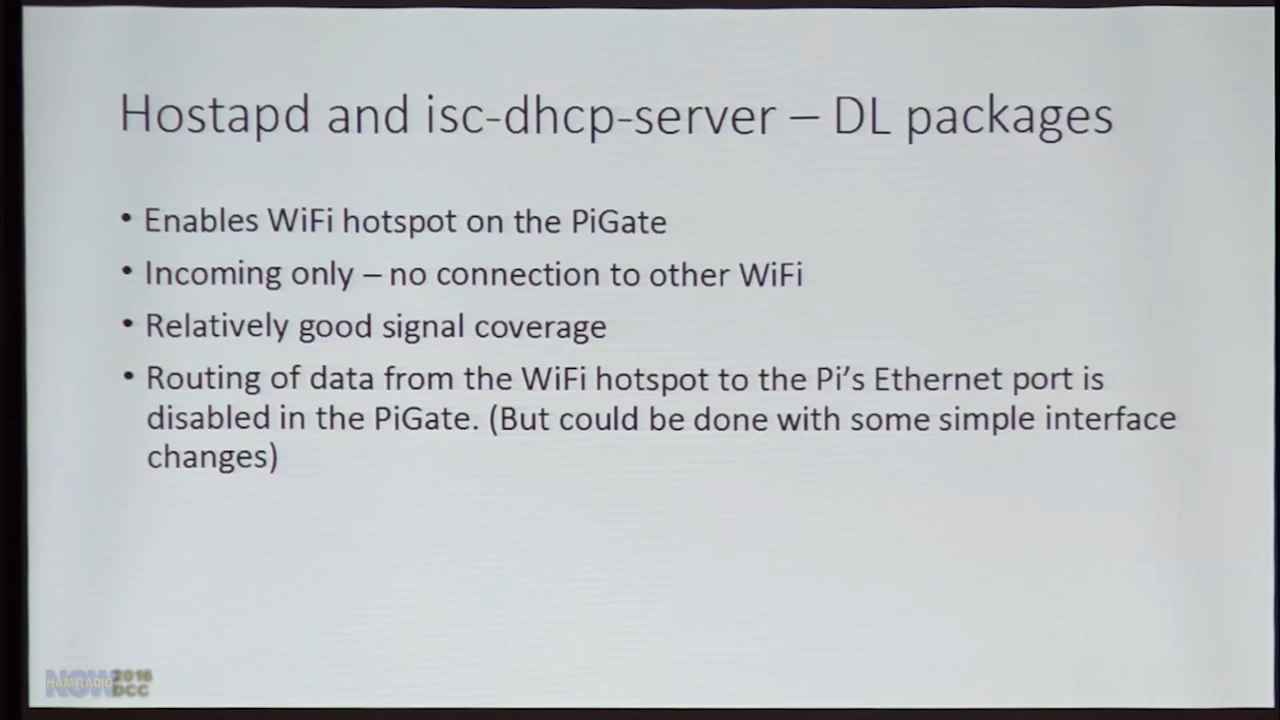 Hostapd and isc-dhcp-server – DL packages
• Enables WiFi hotspot on the PiGate
• Incoming only – no connection to other WiFi
• Relatively good signal coverage
• Routing of data from the WiFi hotspot to the Pi’s Ethernet port is
disabled in the PiGate. (But could be done with some simple interface
changes)
HAM RADIO NOW 2016
DCC